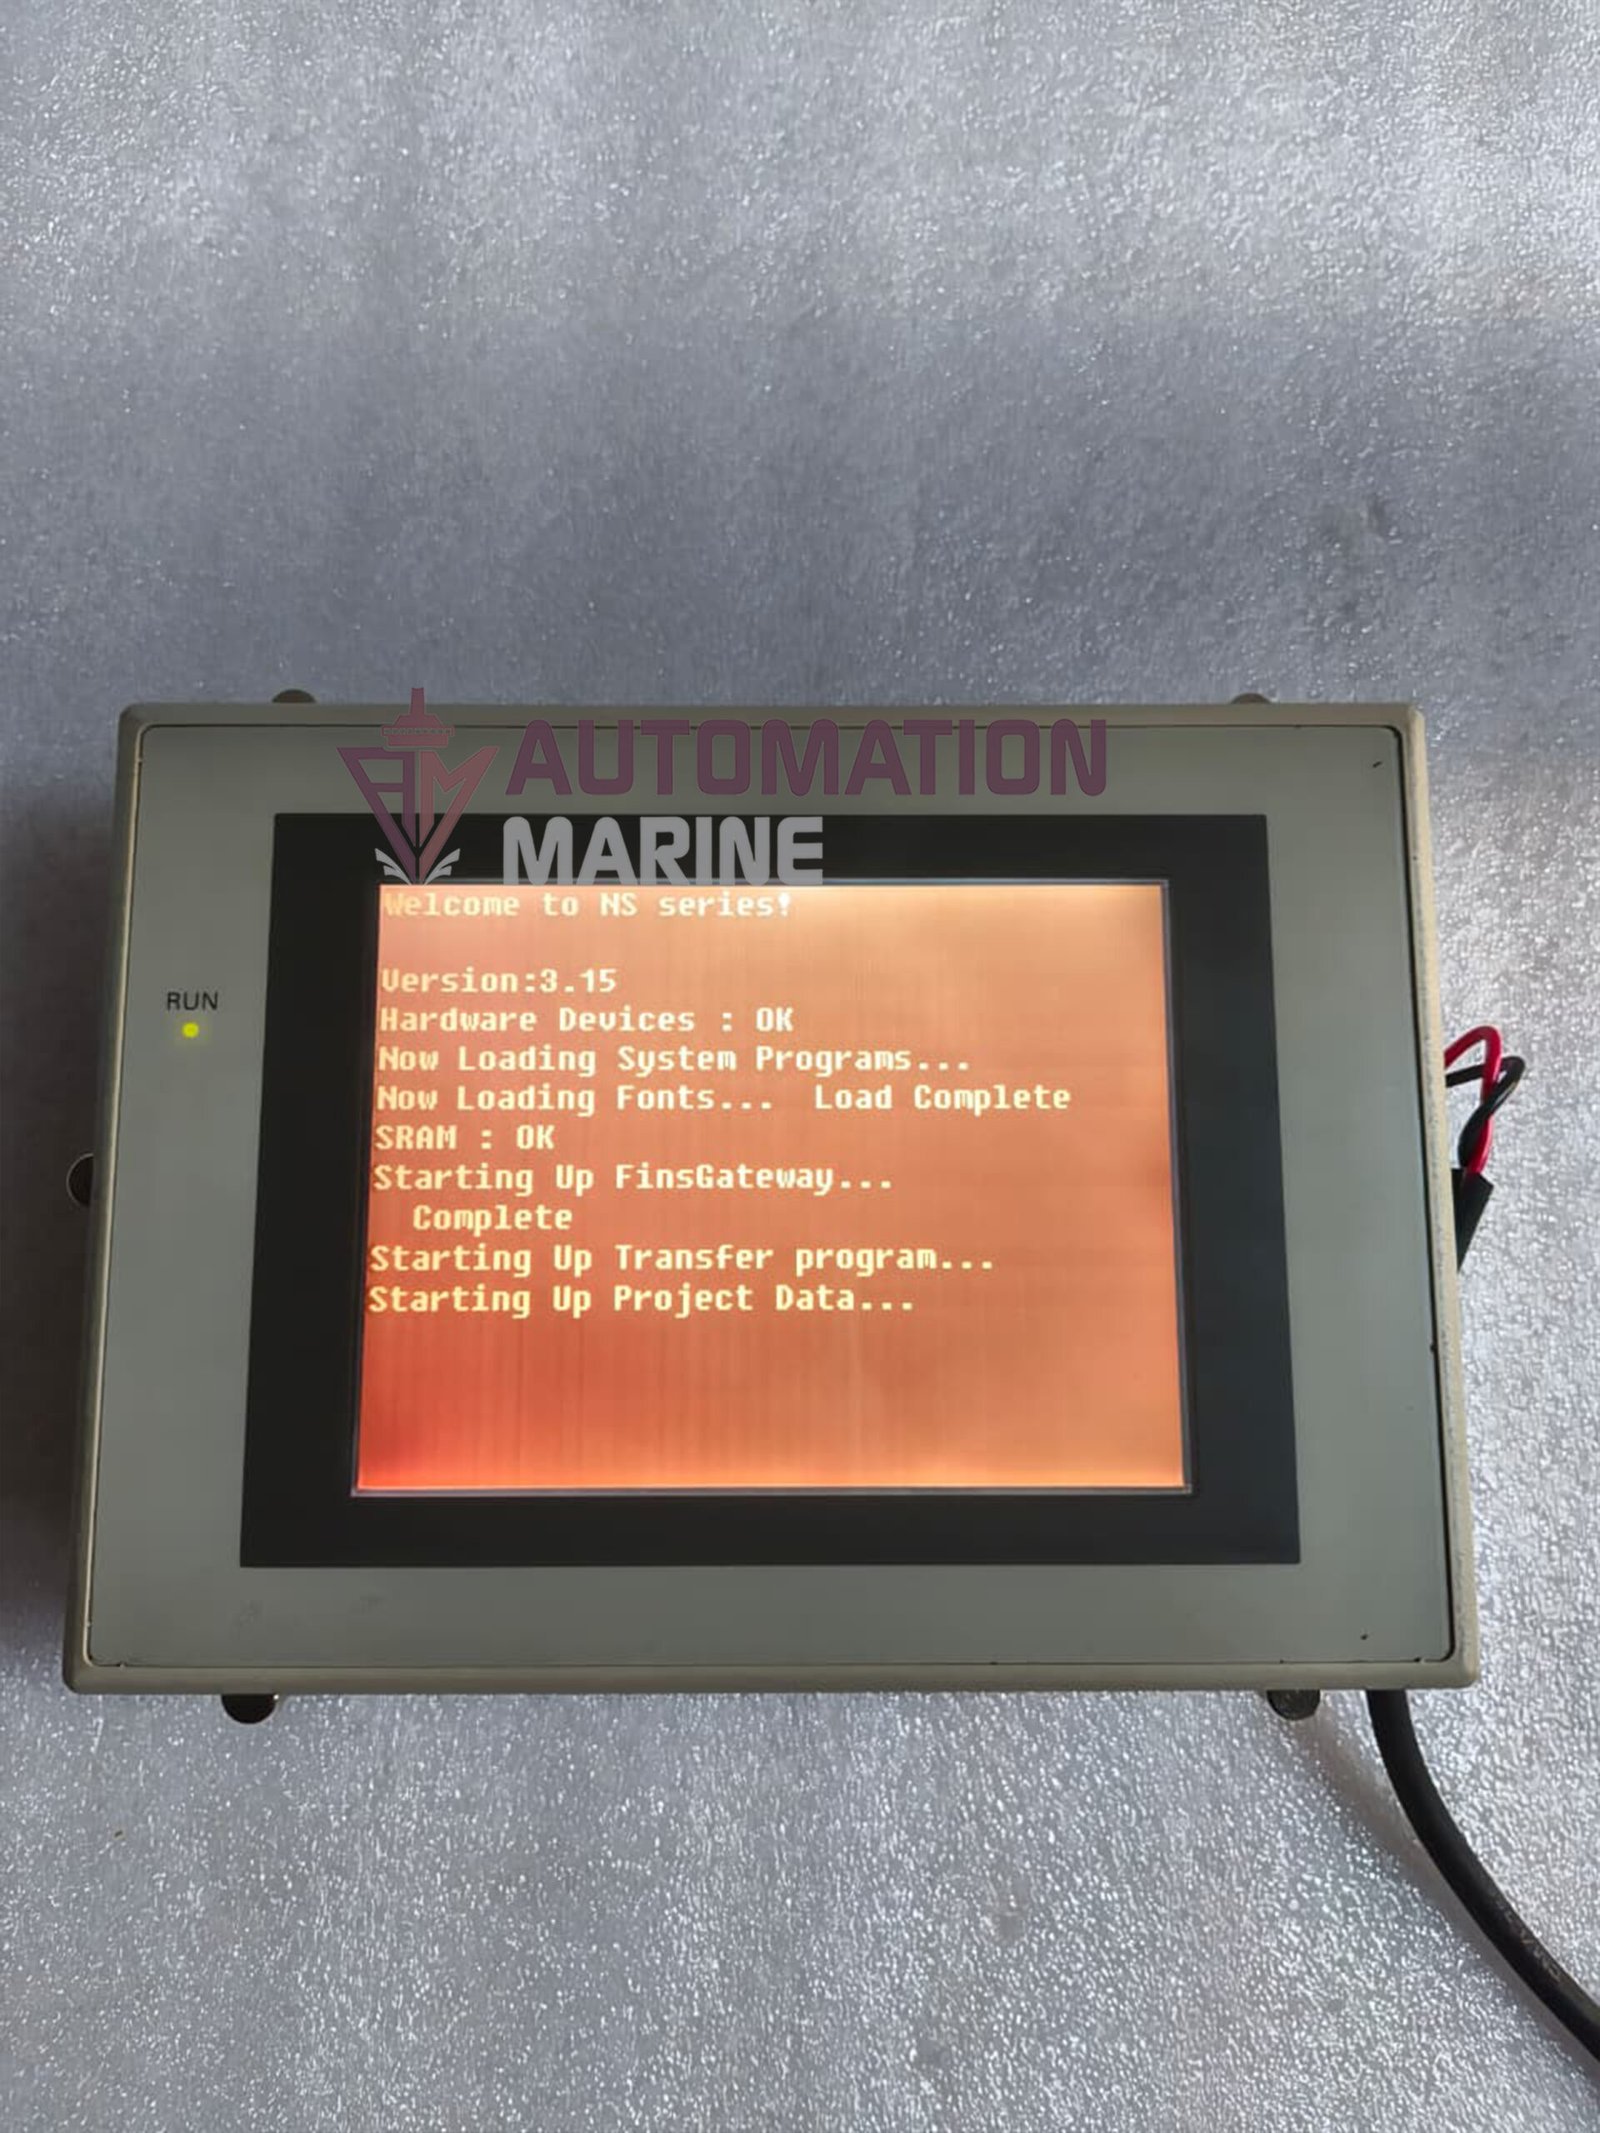 AUTOMATION
MARINE
Welcome to NS series!
Version:3.15
RUN
Hardware Devices : OK
Now Loading System Programs...
Now Loading Fonts...  Load Complete
SRAM : OK
Starting Up FinsGateway...
Complete
Starting Up Transfer program...
Starting Up Project Data...